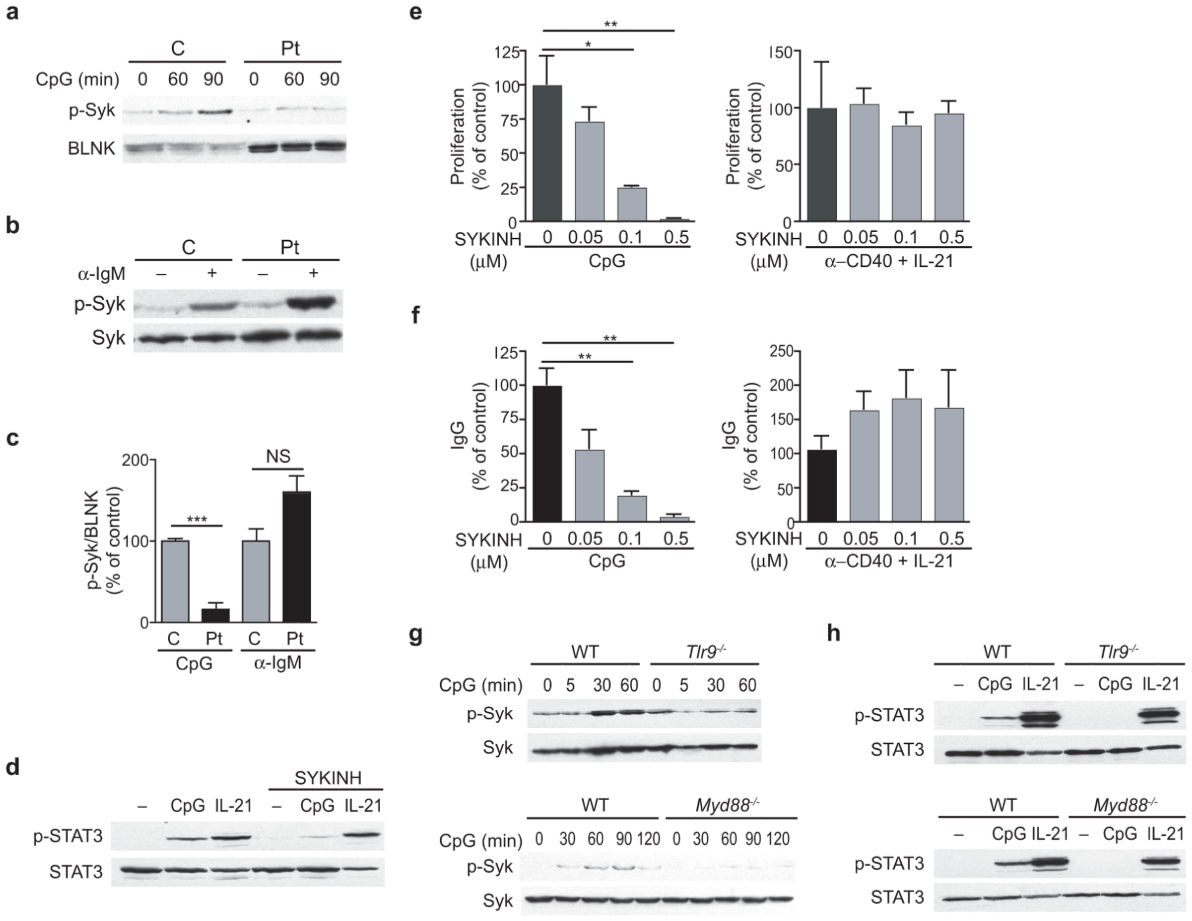 a
C Pt
CpG (min) 0 60 90 0 60 90
p-Syk
BLNK
b
C Pt
α-IgM – + – +
p-Syk
Syk
c
p-Syk/BLNK
(% of control)
200
100
0
*** NS
C Pt C Pt
CpG α-IgM
d
SYKINH
– CpG IL-21 – CpG IL-21
p-STAT3
STAT3
e
Proliferation
(% of control)
125
100
75
50
25
0
**
*
SYKINH 0 0.05 0.1 0.5
(μM) CpG
Proliferation
(% of control)
150
100
50
0
SYKINH 0 0.05 0.1 0.5
(μM) α–CD40 + IL-21
f
IgG
(% of control)
125
100
75
50
25
0
**
**
SYKINH 0 0.05 0.1 0.5
(μM) CpG
IgG
(% of control)
250
200
150
100
50
0
SYKINH 0 0.05 0.1 0.5
(μM) α–CD40 + IL-21
g
WT Tlr9-/-
CpG (min) 0 5 30 60 0 5 30 60
p-Syk
Syk
WT Myd88-/-
CpG (min) 0 30 60 90 120 0 30 60 90 120
p-Syk
Syk
h
WT Tlr9-/-
– CpG IL-21 – CpG IL-21
p-STAT3
STAT3
WT Myd88-/-
– CpG IL-21 – CpG IL-21
p-STAT3
STAT3